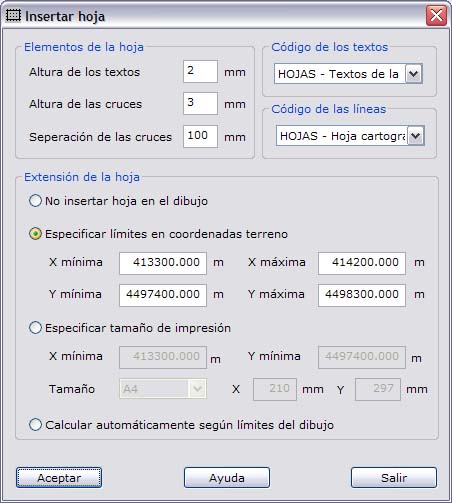 Insertar hoja
Elementos de la hoja
Altura de los textos 2 mm
Altura de las cruces 3 mm
Seperación de las cruces 100 mm
Código de los textos
HOJAS - Textos de la
Código de las líneas
HOJAS - Hoja cartogra
Extensión de la hoja
No insertar hoja en el dibujo
Especificar límites en coordenadas terreno
X mínima 413300.000 m X máxima 414200.000 m
Y mínima 4497400.000 m Y máxima 4498300.000 m
Especificar tamaño de impresión
X mínima 413300.000 m Y mínima 4497400.000 m
Tamaño A4 X 210 mm Y 297 mm
Calcular automáticamente según límites del dibujo
Aceptar Ayuda Salir